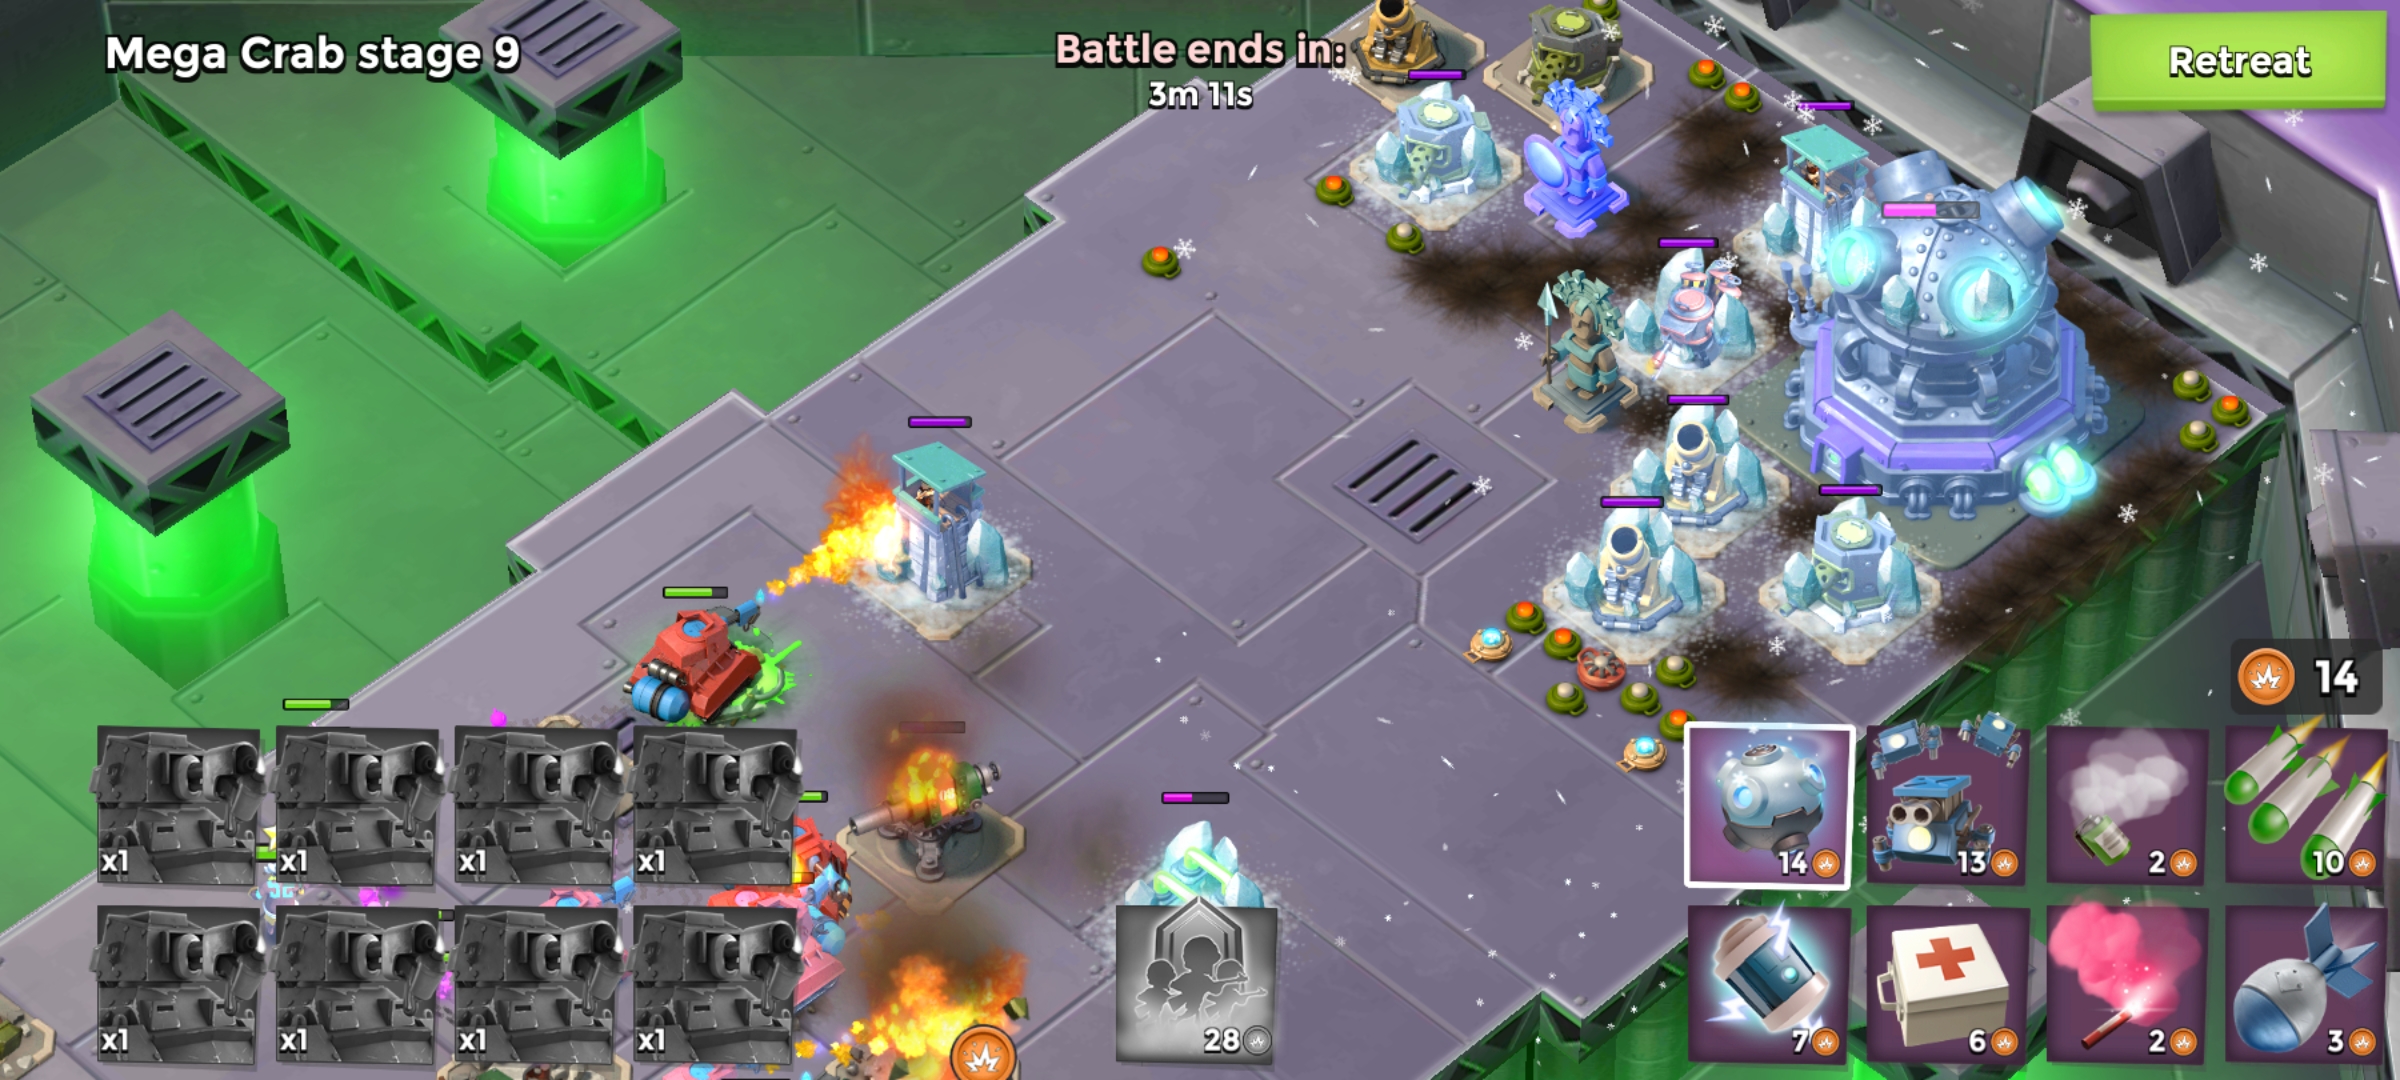 Mega Crab stage 9
Battle ends in:
3m 11s
Retreat
14
x1
x1
x1
x1
14
13
2
10
x1
x1
x1
x1
28
7
6
2
3